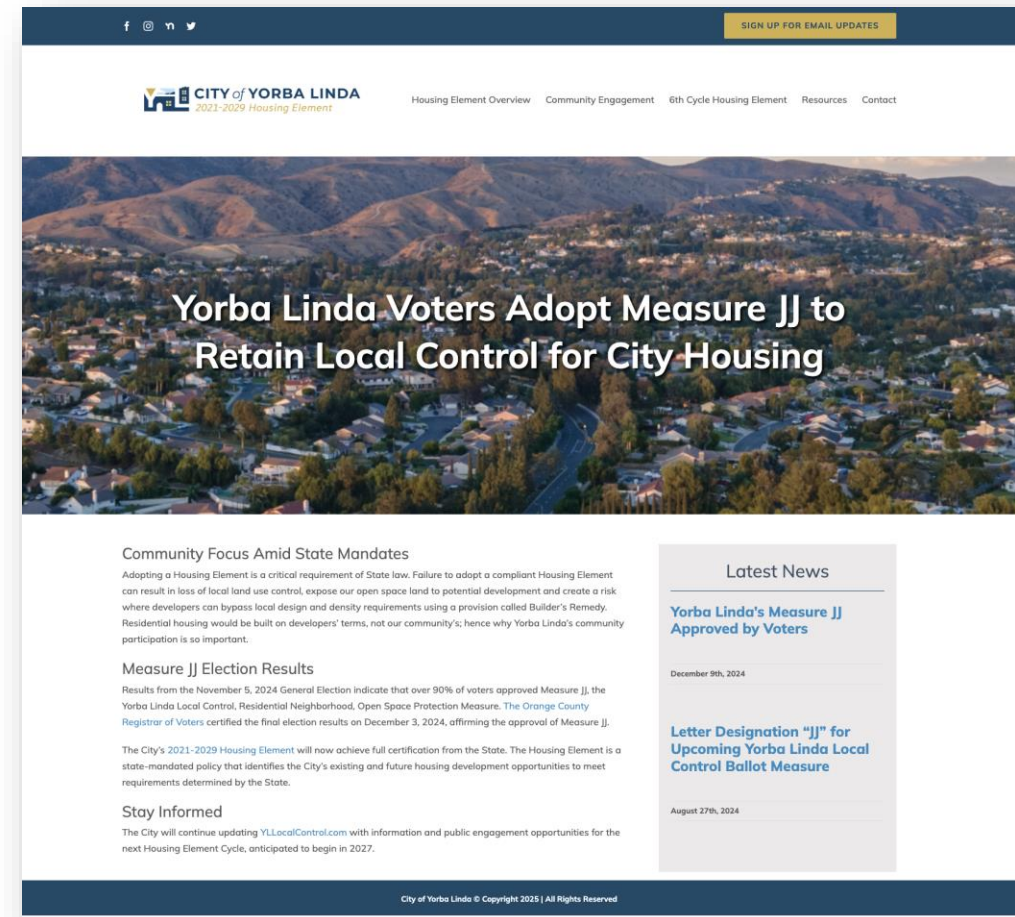 SIGN UP FOR EMAIL UPDATES
CITY of YORBA LINDA
2021-2029 Housing Element
Housing Element Overview Community Engagement 6th Cycle Housing Element Resources Contact
Yorba Linda Voters Adopt Measure JJ to
Retain Local Control for City Housing
Community Focus Amid State Mandates
Adopting a Housing Element is a critical requirement of State law. Failure to adopt a compliant Housing Element
can result in loss of local land use control, expose our open space land to potential development and create a risk
where developers can bypass local design and density requirements using a provision called Builder's Remedy.
Residential housing would be built on developers' terms, not our community's; hence why Yorba Linda's community
participation is so important.
Measure JJ Election Results
Results from the November 5, 2024 General Election indicate that over 90% of voters approved Measure JJ, the
Yorba Linda Local Control, Residential Neighborhood, Open Space Protection Measure. The Orange County
Registrar of Voters certified the final election results on December 3, 2024, affirming the approval of Measure JJ.
The City's 2021-2029 Housing Element will now achieve full certification from the State. The Housing Element is a
state-mandated policy that identifies the City's existing and future housing development opportunities to meet
requirements determined by the State.
Stay Informed
The City will continue updating YLLocalControl.com with information and public engagement opportunities for the
next Housing Element Cycle, anticipated to begin in 2027.
Latest News
Yorba Linda's Measure JJ
Approved by Voters
December 9th, 2024
Letter Designation "JJ" for
Upcoming Yorba Linda Local
Control Ballot Measure
August 27th, 2024
City of Yorba Linda © Copyright 2025 | All Rights Reserved